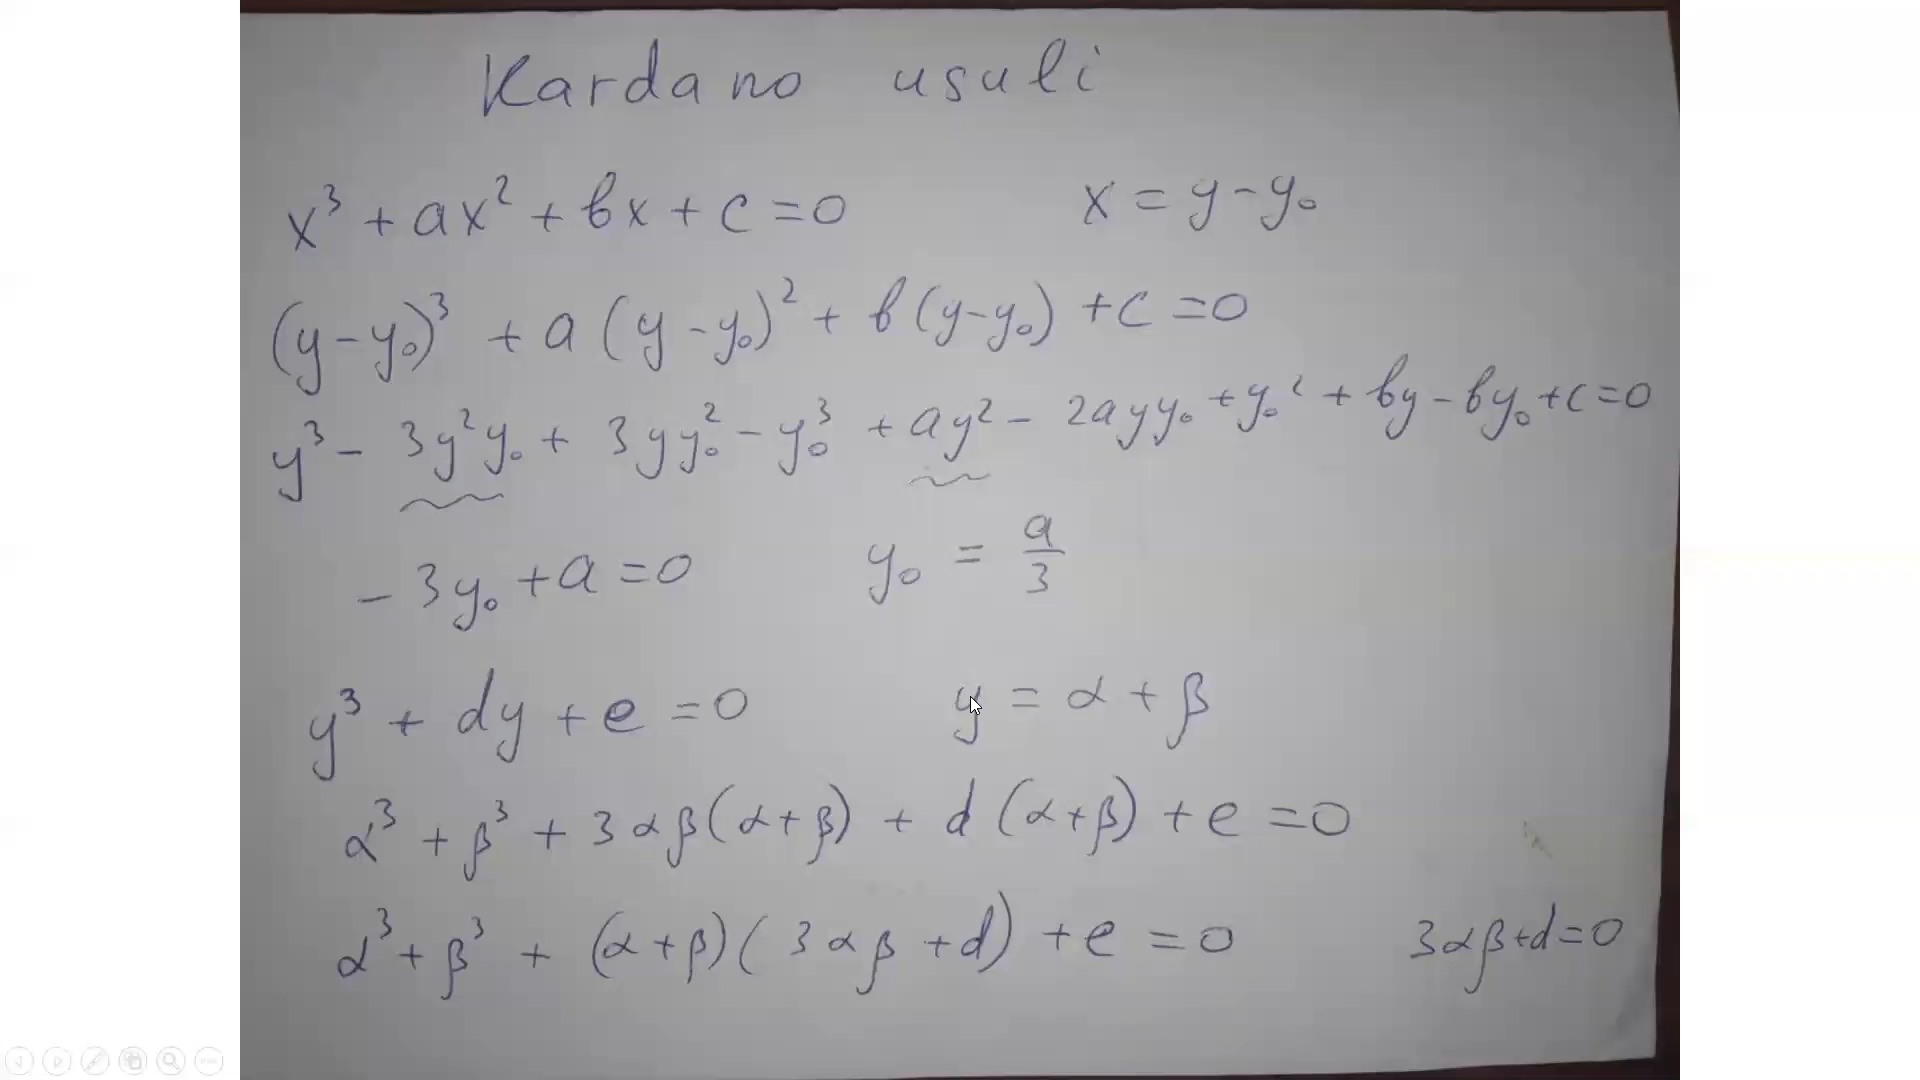 Kardano usuli
x³ + ax² + bx + c = 0 x = y - y₀
(y - y₀)³ + a (y - y₀)² + b (y - y₀) + c = 0
y³ - 3y²y₀ + 3yy₀² - y₀³ + ay² - 2ayy₀ + y₀² + by - by₀ + c = 0
- 3y₀ + a = 0 y₀ = a/3
y³ + dy + e = 0 y = α + β
α³ + β³ + 3αβ(α + β) + d (α + β) + e = 0
α³ + β³ + (α + β)( 3αβ + d) + e = 0 3αβ + d = 0